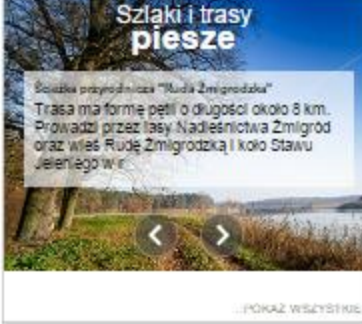 Szlaki i trasy
piesze
Ścieżka przyrodnicza "Ruda Żmigrodzka"
Trasa ma formę pętli o długości około 8 km.
Prowadzi przez lasy Nadleśnictwa Żmigród
oraz wieś Rudę Żmigrodzką i koło Stawu
Jeleniego w r
...POKAŻ WSZYSTKIE